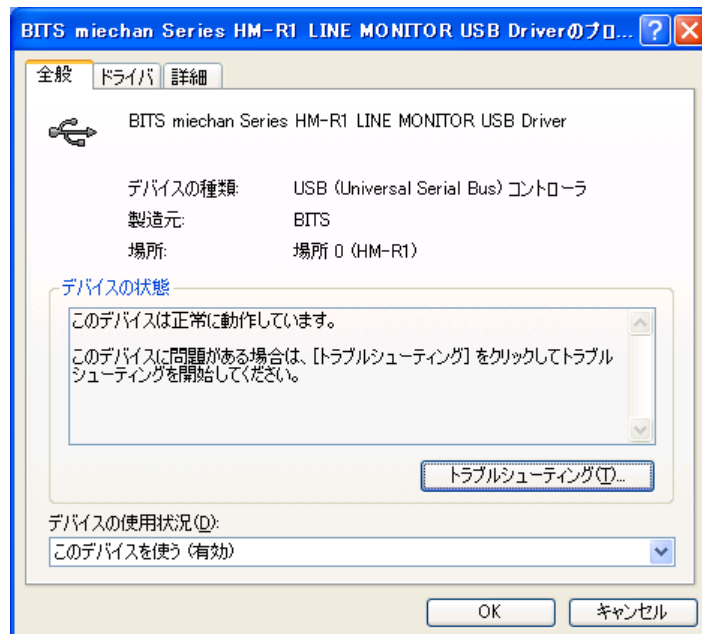 BITS miechan Series HM-R1 LINE MONITOR USB Driverのプロ...
全般 ドライバ 詳細
BITS miechan Series HM-R1 LINE MONITOR USB Driver
デバイスの種類: USB (Universal Serial Bus) コントローラ
製造元: BITS
場所: 場所 0 (HM-R1)
デバイスの状態
このデバイスは正常に動作しています。
このデバイスに問題がある場合は、[トラブルシューティング] をクリックしてトラブル
シューティングを開始してください。
トラブルシューティング(T)...
デバイスの使用状況(D):
このデバイスを使う (有効)
OK キャンセル